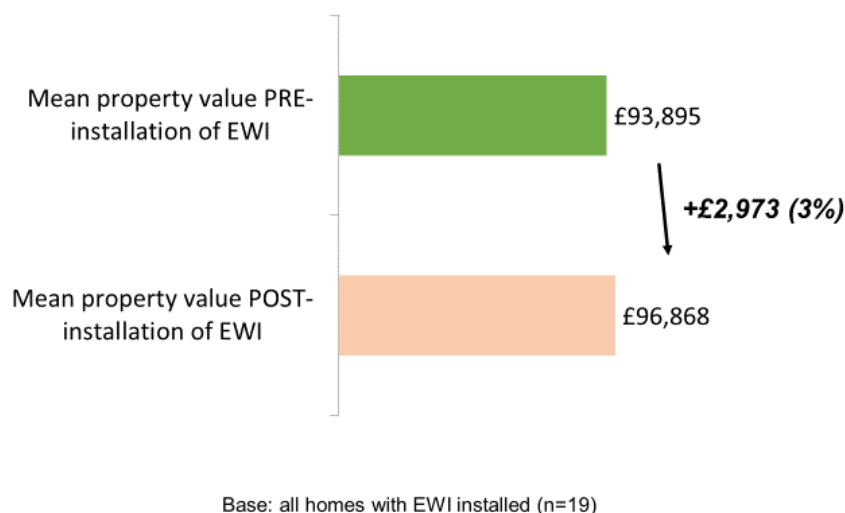 Mean property value PRE-
installation of EWI
£93,895
+£2,973 (3%)
Mean property value POST-
installation of EWI
£96,868
Base: all homes with EWI installed (n=19)